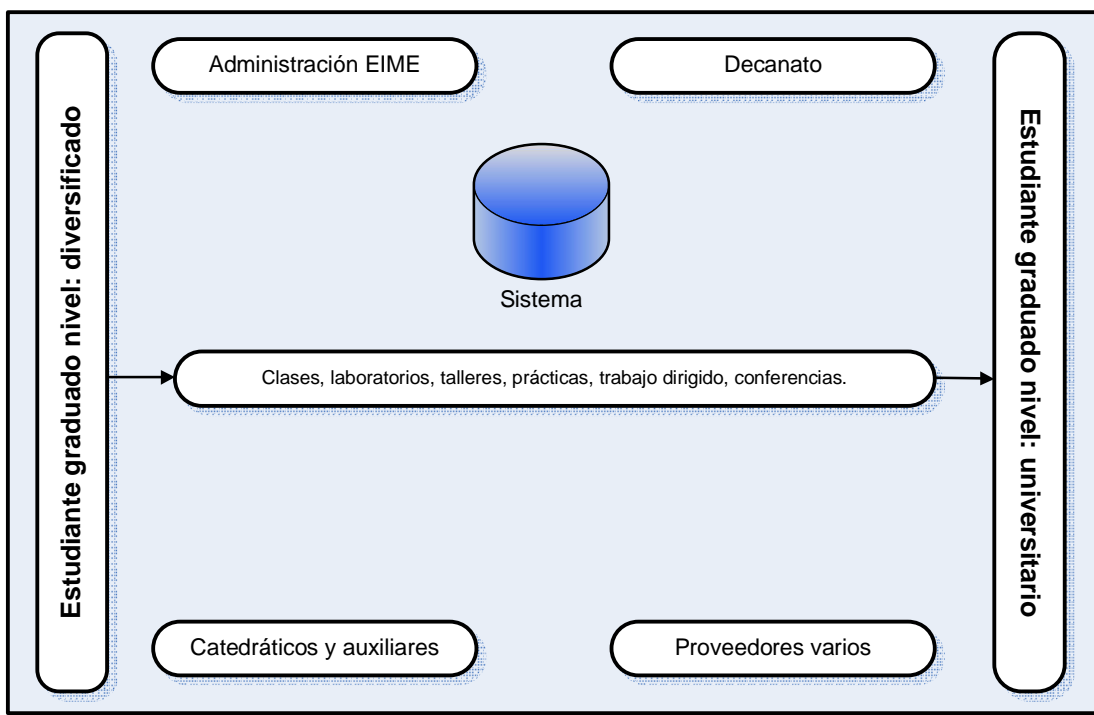 Estudiante graduado nivel: diversificado
Administración EIME
Decanato
Sistema
Clases, laboratorios, talleres, prácticas, trabajo dirigido, conferencias.
Catedráticos y auxiliares
Proveedores varios
Estudiante graduado nivel: universitario